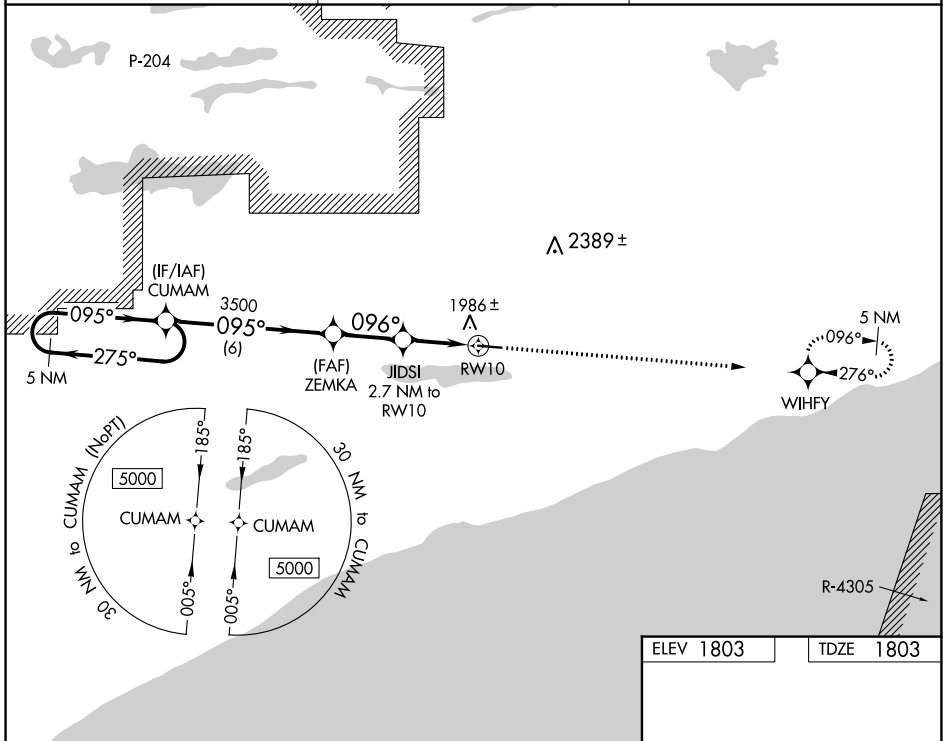 P-204
2389±
(IF/IAF)
CUMAM
3500
095°
095°
(6)
096°
1986±
275°
5 NM
(FAF)
ZEMKA
JIDSI
2.7 NM to
RW10
RW10
5 NM
096°
276°
WIHFY
30 NM to CUMAM (NoPT)
185°
5000
CUMAM
005°
185°
30 NM to CUMAM
CUMAM
5000
005°
R-4305
ELEV 1803
TDZE 1803